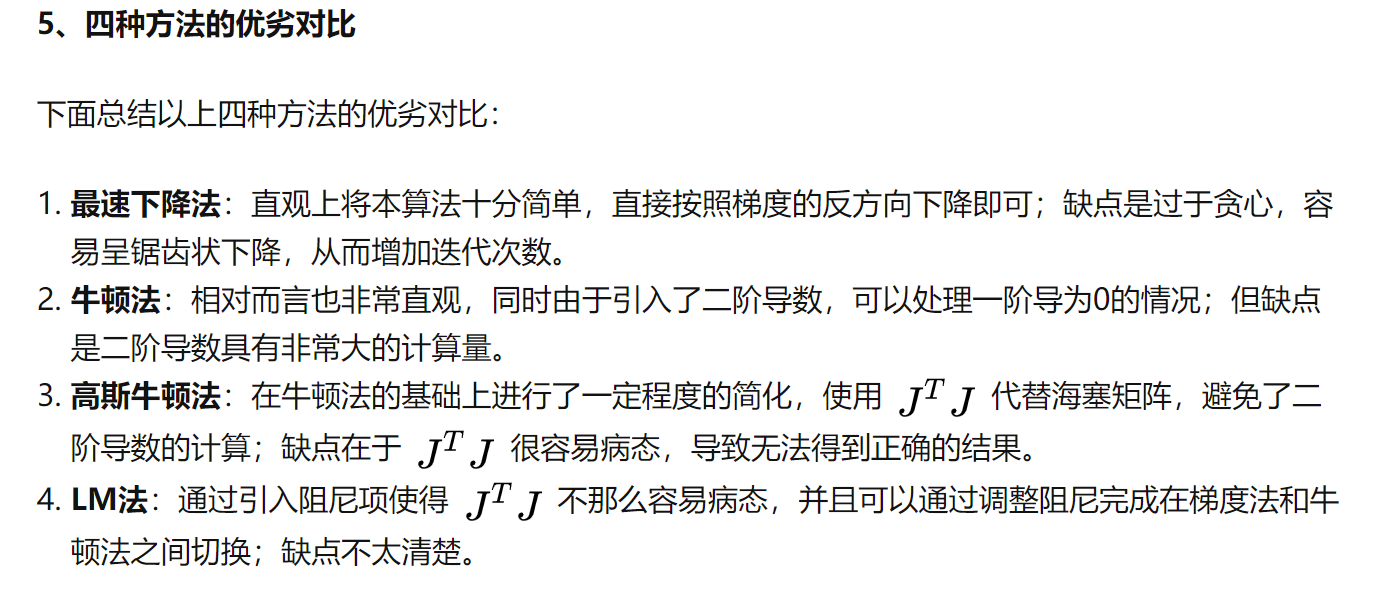 5、四种方法的优劣对比
下面总结以上四种方法的优劣对比：
1. 最速下降法：直观上将本算法十分简单，直接按照梯度的反方向下降即可；缺点是过于贪心，容
易呈锯齿状下降，从而增加迭代次数。
2. 牛顿法：相对而言也非常直观，同时由于引入了二阶导数，可以处理一阶导为0的情况；但缺点
是二阶导数具有非常大的计算量。
3. 高斯牛顿法：在牛顿法的基础上进行了一定程度的简化，使用 J^T J 代替海塞矩阵，避免了二
阶导数的计算；缺点在于 J^T J 很容易病态，导致无法得到正确的结果。
4. LM法：通过引入阻尼项使得 J^T J 不那么容易病态，并且可以通过调整阻尼完成在梯度法和牛
顿法之间切换；缺点不太清楚。